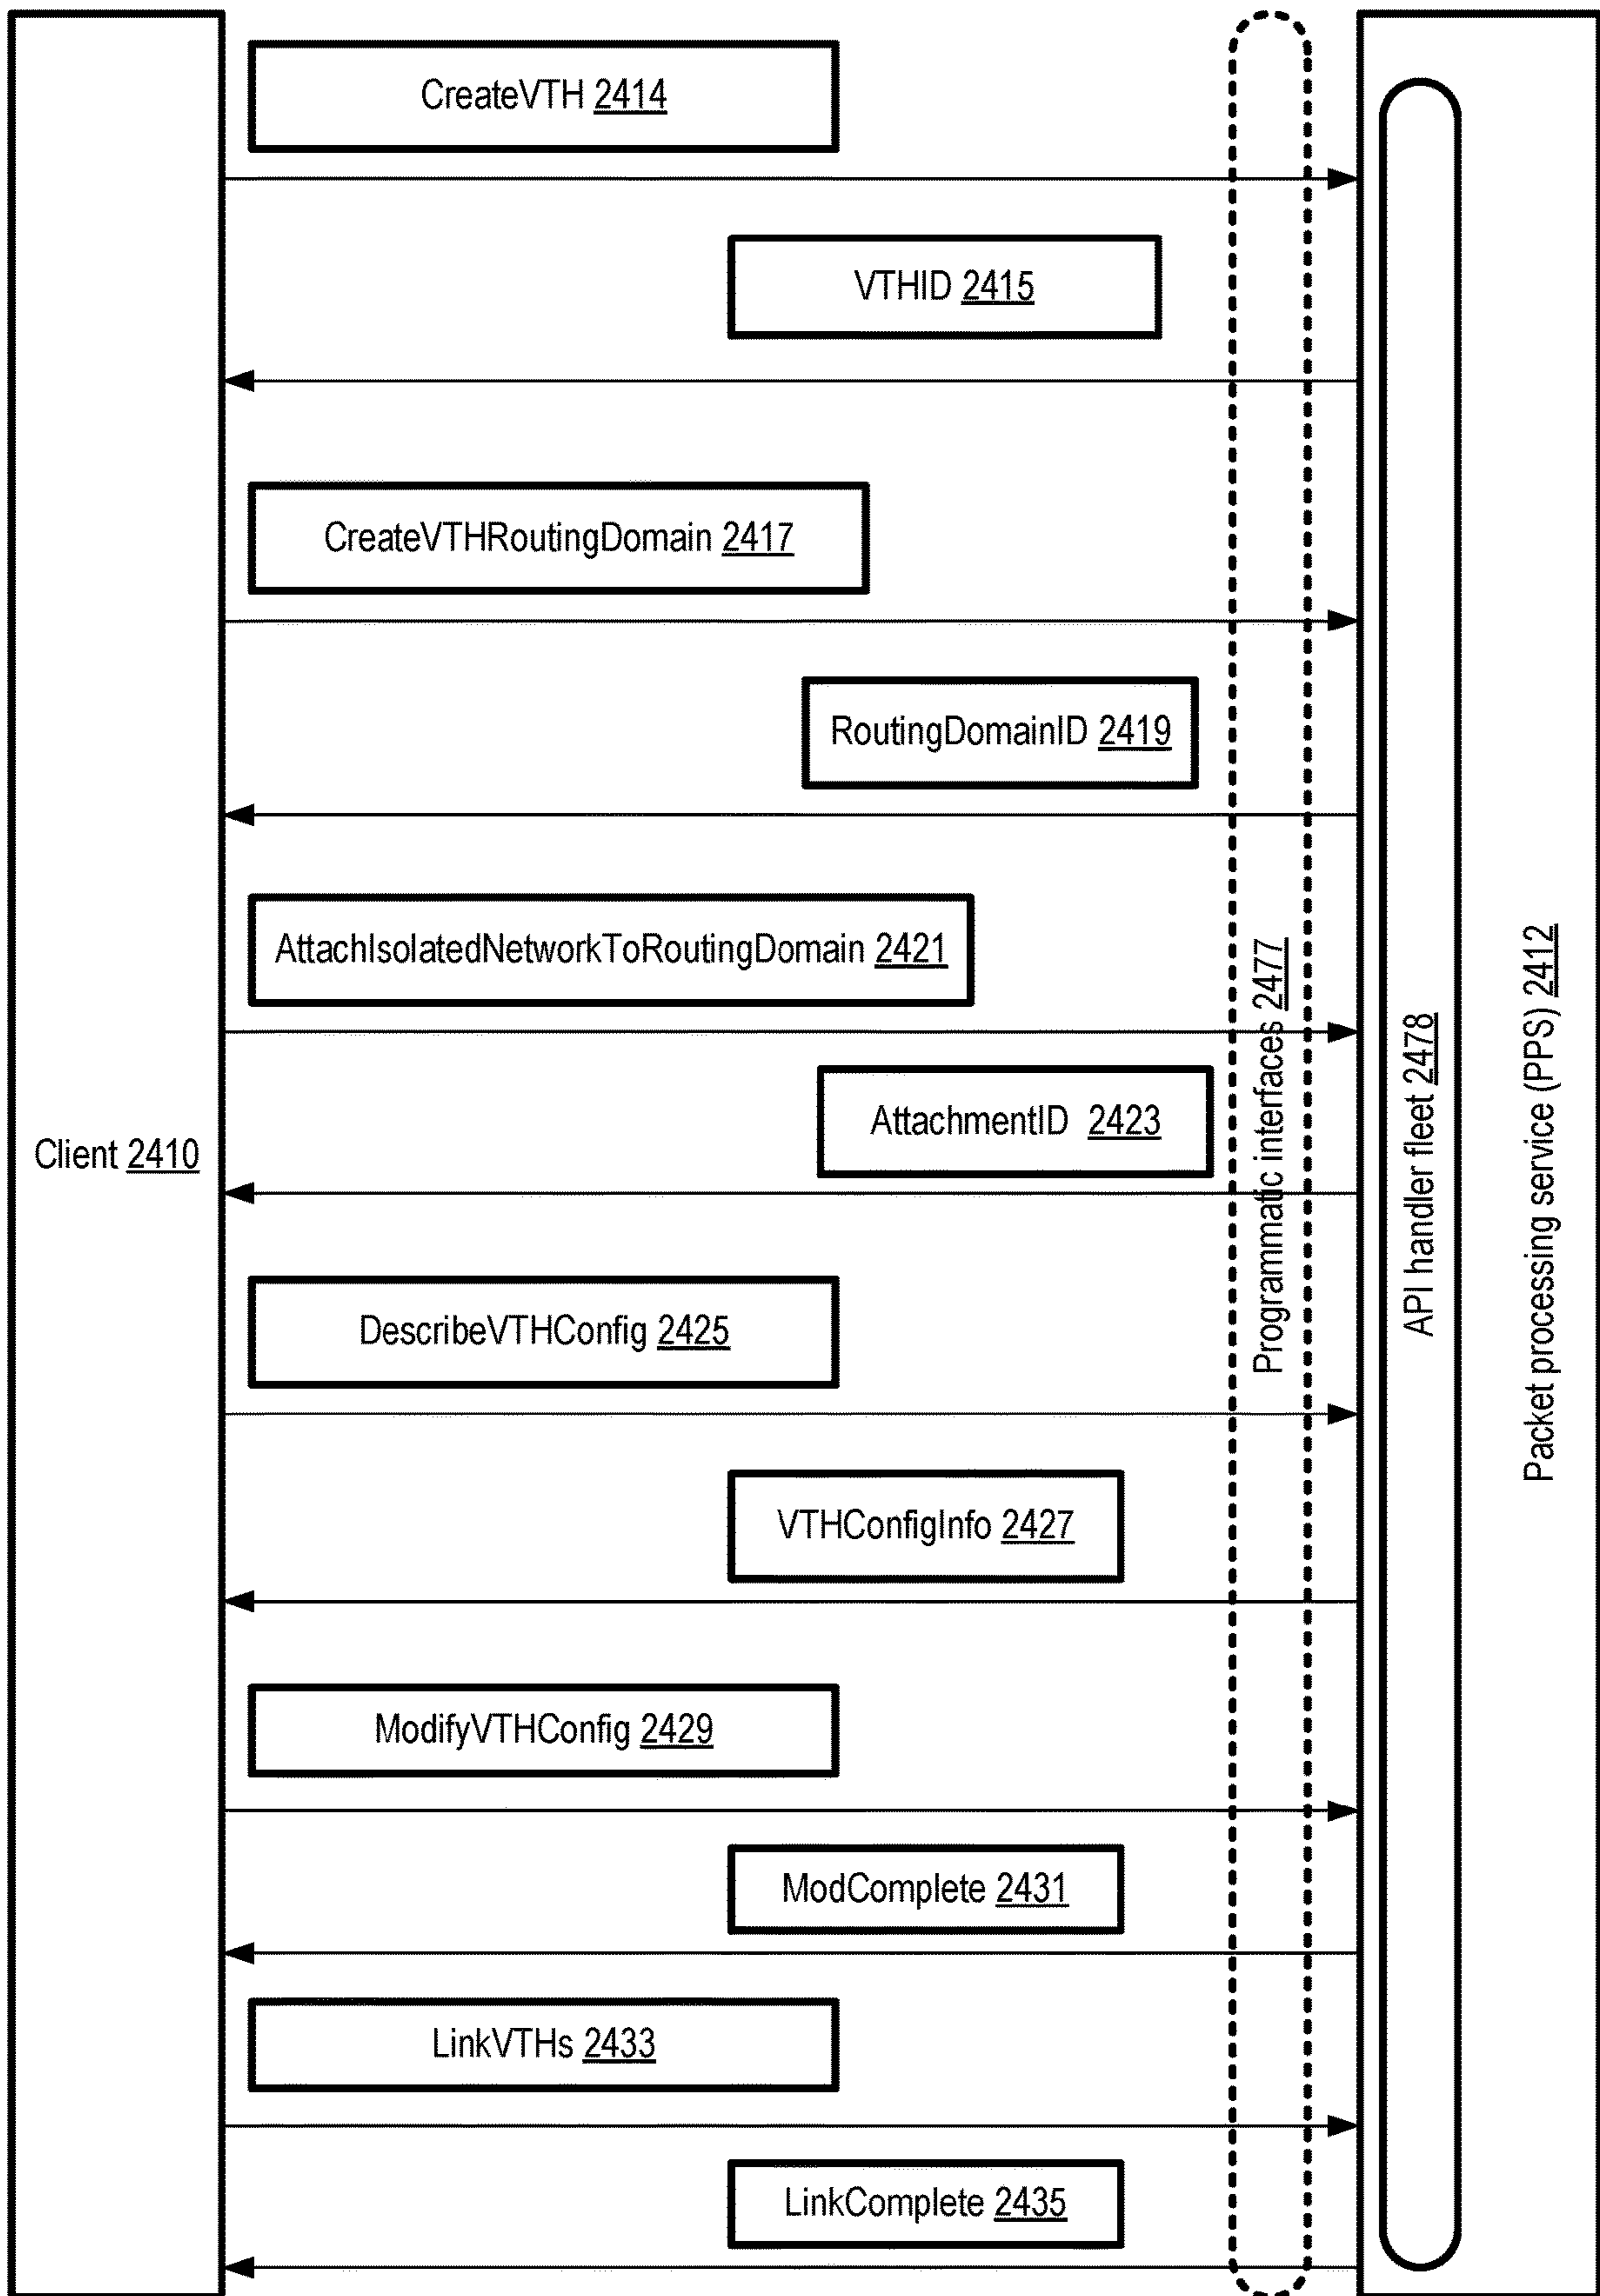 CreateVTH 2414
VTHID 2415
CreateVTHRoutingDomain 2417
RoutingDomainID 2419
AttachIsolatedNetworkToRoutingDomain 2421
AttachmentID 2423
Client 2410
DescribeVTHConfig 2425
VTHConfigInfo 2427
ModifyVTHConfig 2429
ModComplete 2431
LinkVTHs 2433
LinkComplete 2435
Programmatic interfaces 2477
API handler fleet 2478
Packet processing service (PPS) 2412